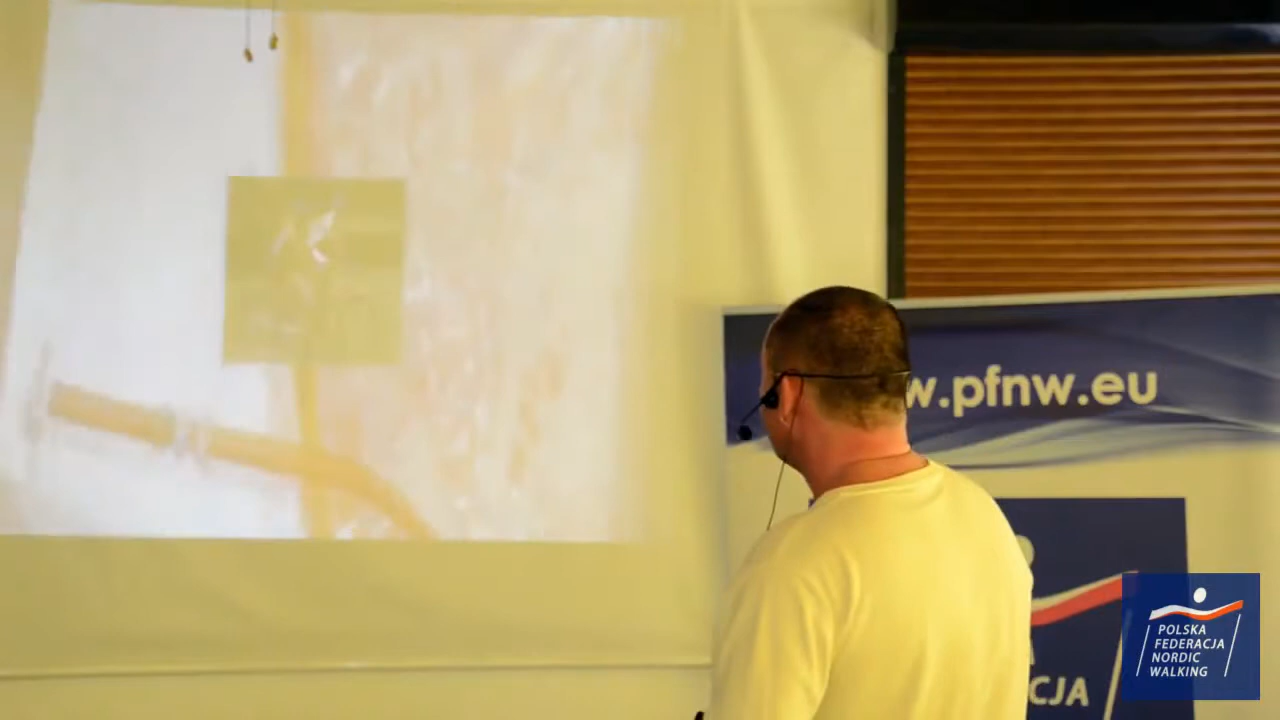 w.pfnw.eu
CJA
POLSKA
FEDERACJA
NORDIC
WALKING